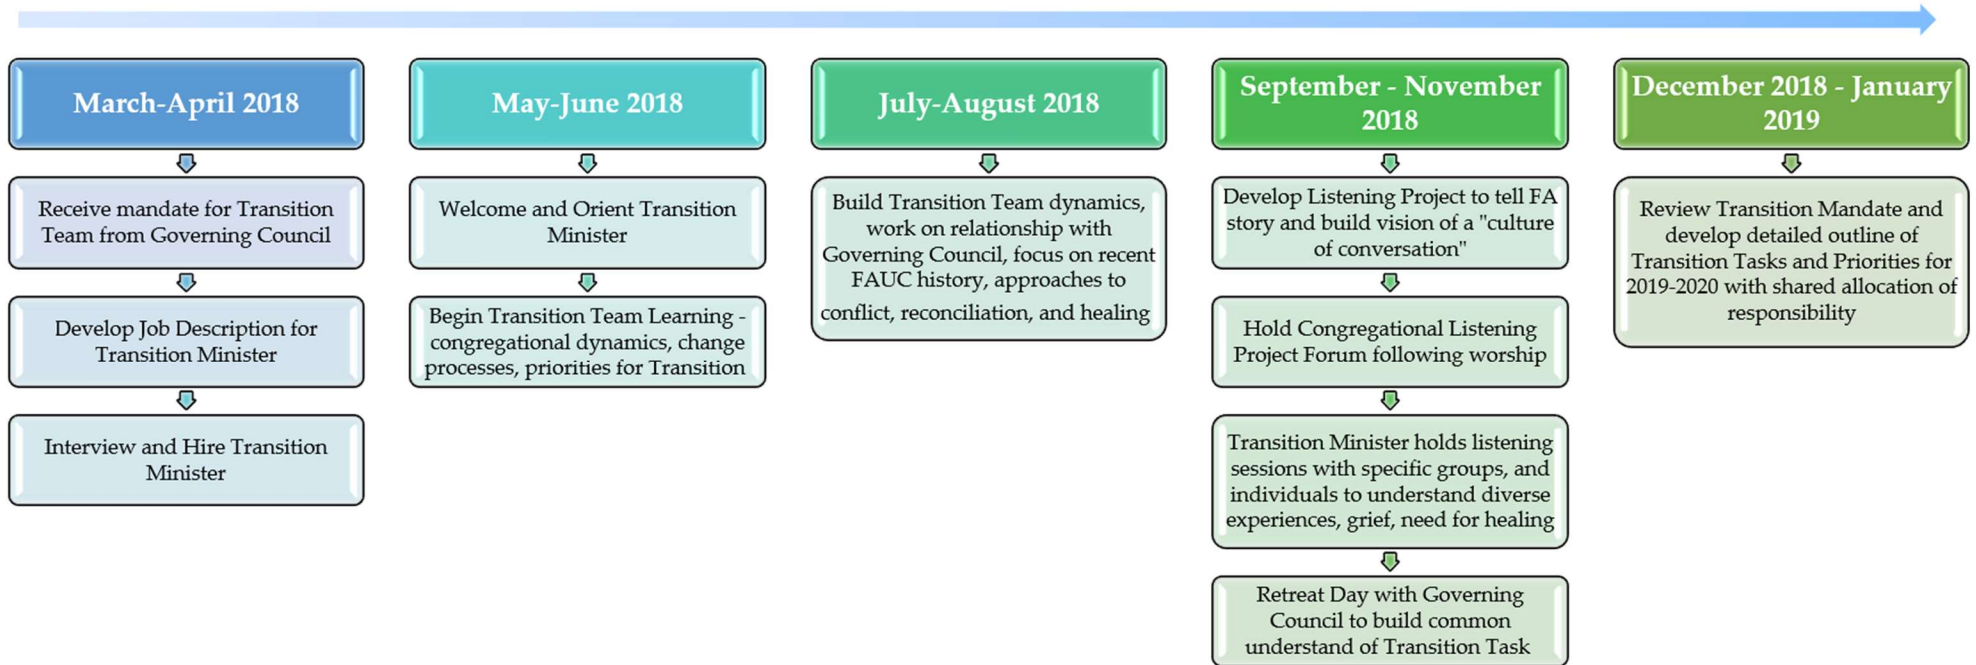 March-April 2018
Receive mandate for Transition
Team from Governing Council
Develop Job Description for
Transition Minister
Interview and Hire Transition
Minister
May-June 2018
Welcome and Orient Transition
Minister
Begin Transition Team Learning -
congregational dynamics, change
processes, priorities for Transition
July-August 2018
Build Transition Team dynamics,
work on relationship with
Governing Council, focus on recent
FAUC history, approaches to
conflict, reconciliation, and healing
September - November
2018
Develop Listening Project to tell FA
story and build vision of a "culture
of conversation"
Hold Congregational Listening
Project Forum following worship
Transition Minister holds listening
sessions with specific groups, and
individuals to understand diverse
experiences, grief, need for healing
Retreat Day with Governing
Council to build common
understand of Transition Task
December 2018 - January
2019
Review Transition Mandate and
develop detailed outline of
Transition Tasks and Priorities for
2019-2020 with shared allocation of
responsibility